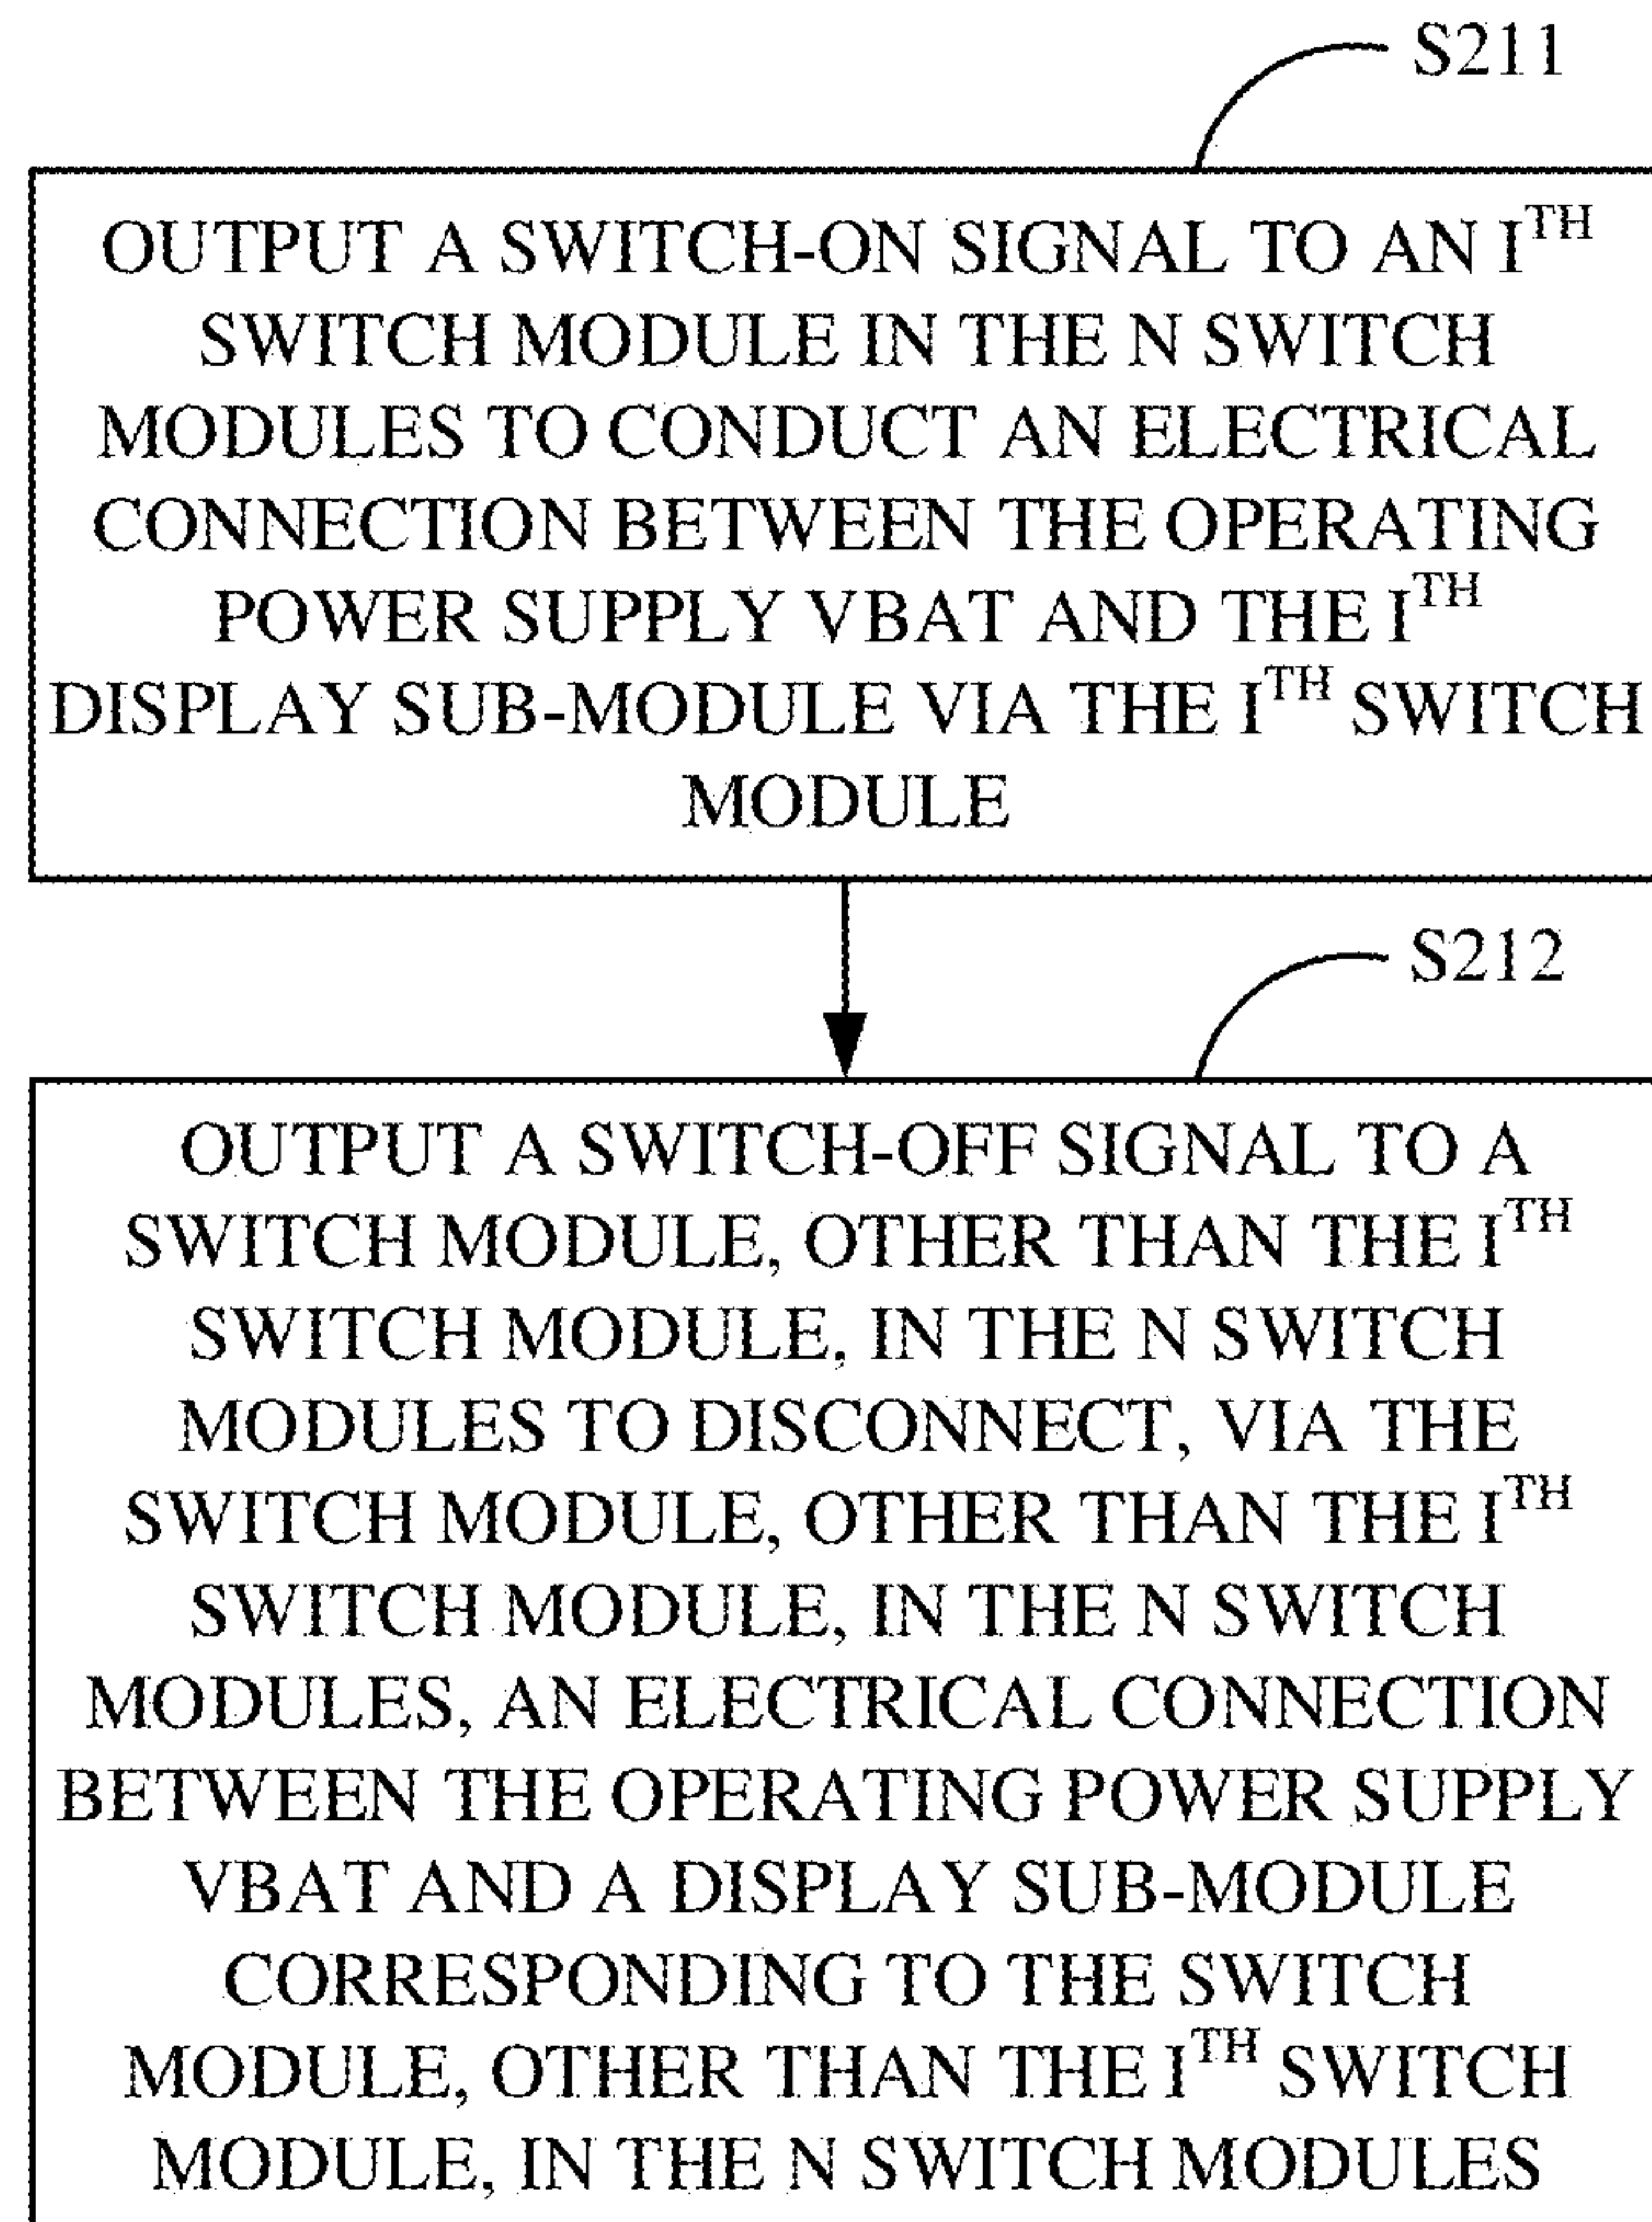 S211
OUTPUT A SWITCH-ON SIGNAL TO AN I^TH
SWITCH MODULE IN THE N SWITCH
MODULES TO CONDUCT AN ELECTRICAL
CONNECTION BETWEEN THE OPERATING
POWER SUPPLY VBAT AND THE I^TH
DISPLAY SUB-MODULE VIA THE I^TH SWITCH
MODULE
S212
OUTPUT A SWITCH-OFF SIGNAL TO A
SWITCH MODULE, OTHER THAN THE I^TH
SWITCH MODULE, IN THE N SWITCH
MODULES TO DISCONNECT, VIA THE
SWITCH MODULE, OTHER THAN THE I^TH
SWITCH MODULE, IN THE N SWITCH
MODULES, AN ELECTRICAL CONNECTION
BETWEEN THE OPERATING POWER SUPPLY
VBAT AND A DISPLAY SUB-MODULE
CORRESPONDING TO THE SWITCH
MODULE, OTHER THAN THE I^TH SWITCH
MODULE, IN THE N SWITCH MODULES